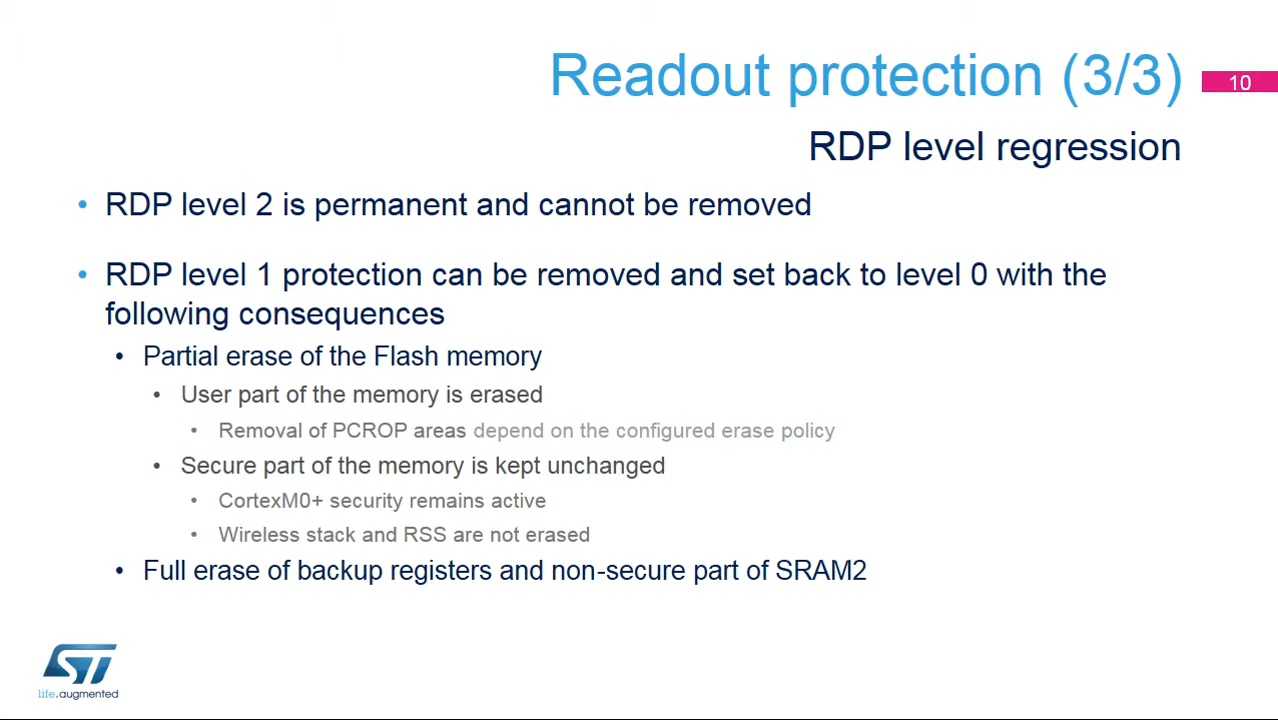 Readout protection (3/3)
10
RDP level regression
• RDP level 2 is permanent and cannot be removed
• RDP level 1 protection can be removed and set back to level 0 with the
following consequences
• Partial erase of the Flash memory
• User part of the memory is erased
• Removal of PCROP areas depend on the configured erase policy
• Secure part of the memory is kept unchanged
• CortexM0+ security remains active
• Wireless stack and RSS are not erased
• Full erase of backup registers and non-secure part of SRAM2
ST
life.augmented